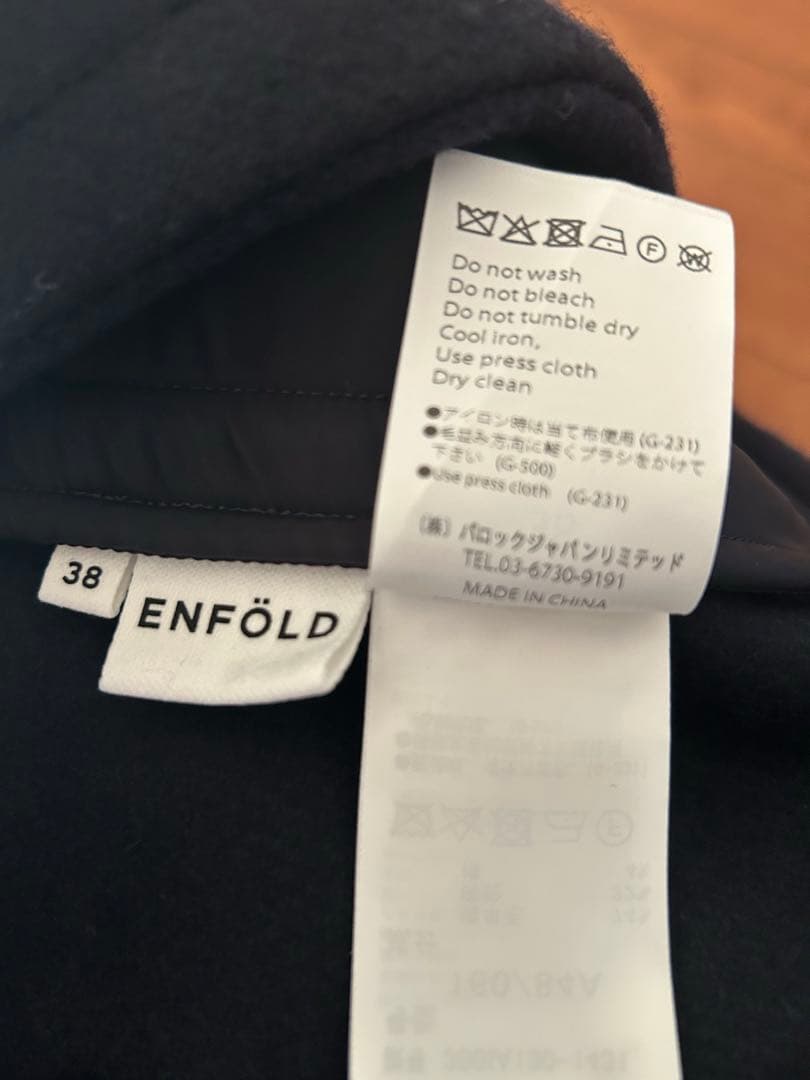 Do not wash
Do not bleach
Do not tumble dry
Cool iron,
Use press cloth
Dry clean
●アイロン時は当て布使用 (G-231)
●毛並み方向に軽くブラシをかけて
下さい (G-500)
●Use press cloth (G-231)
(株) バロックジャパンリミテッド
TEL.03-6730-9191
MADE IN CHINA
38
ENFÖLD
160/84A